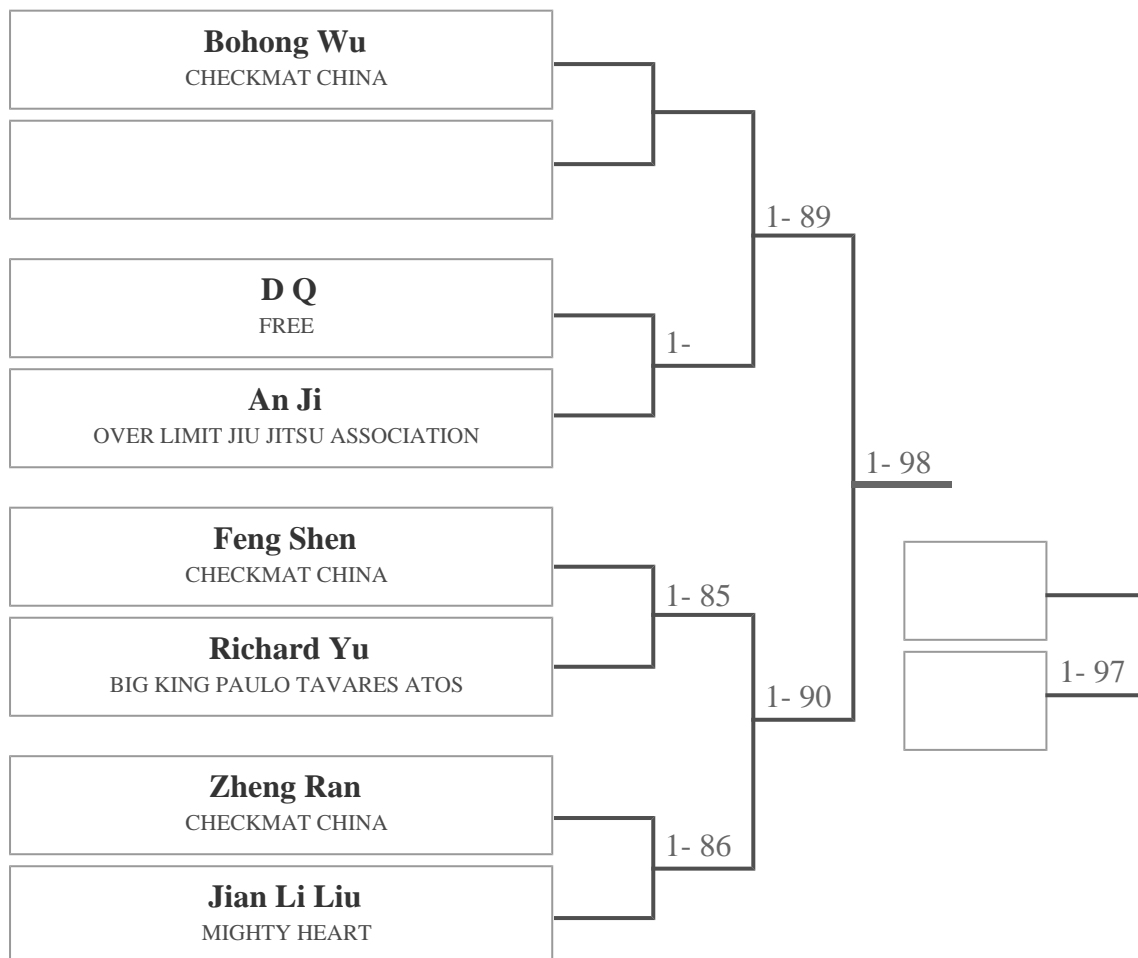 Bohong Wu
CHECKMAT CHINA
1- 89
D Q
FREE
1-
An Ji
OVER LIMIT JIU JITSU ASSOCIATION
1- 98
Feng Shen
CHECKMAT CHINA
1- 85
Richard Yu
BIG KING PAULO TAVARES ATOS
1- 90
1- 97
Zheng Ran
CHECKMAT CHINA
1- 86
Jian Li Liu
MIGHTY HEART